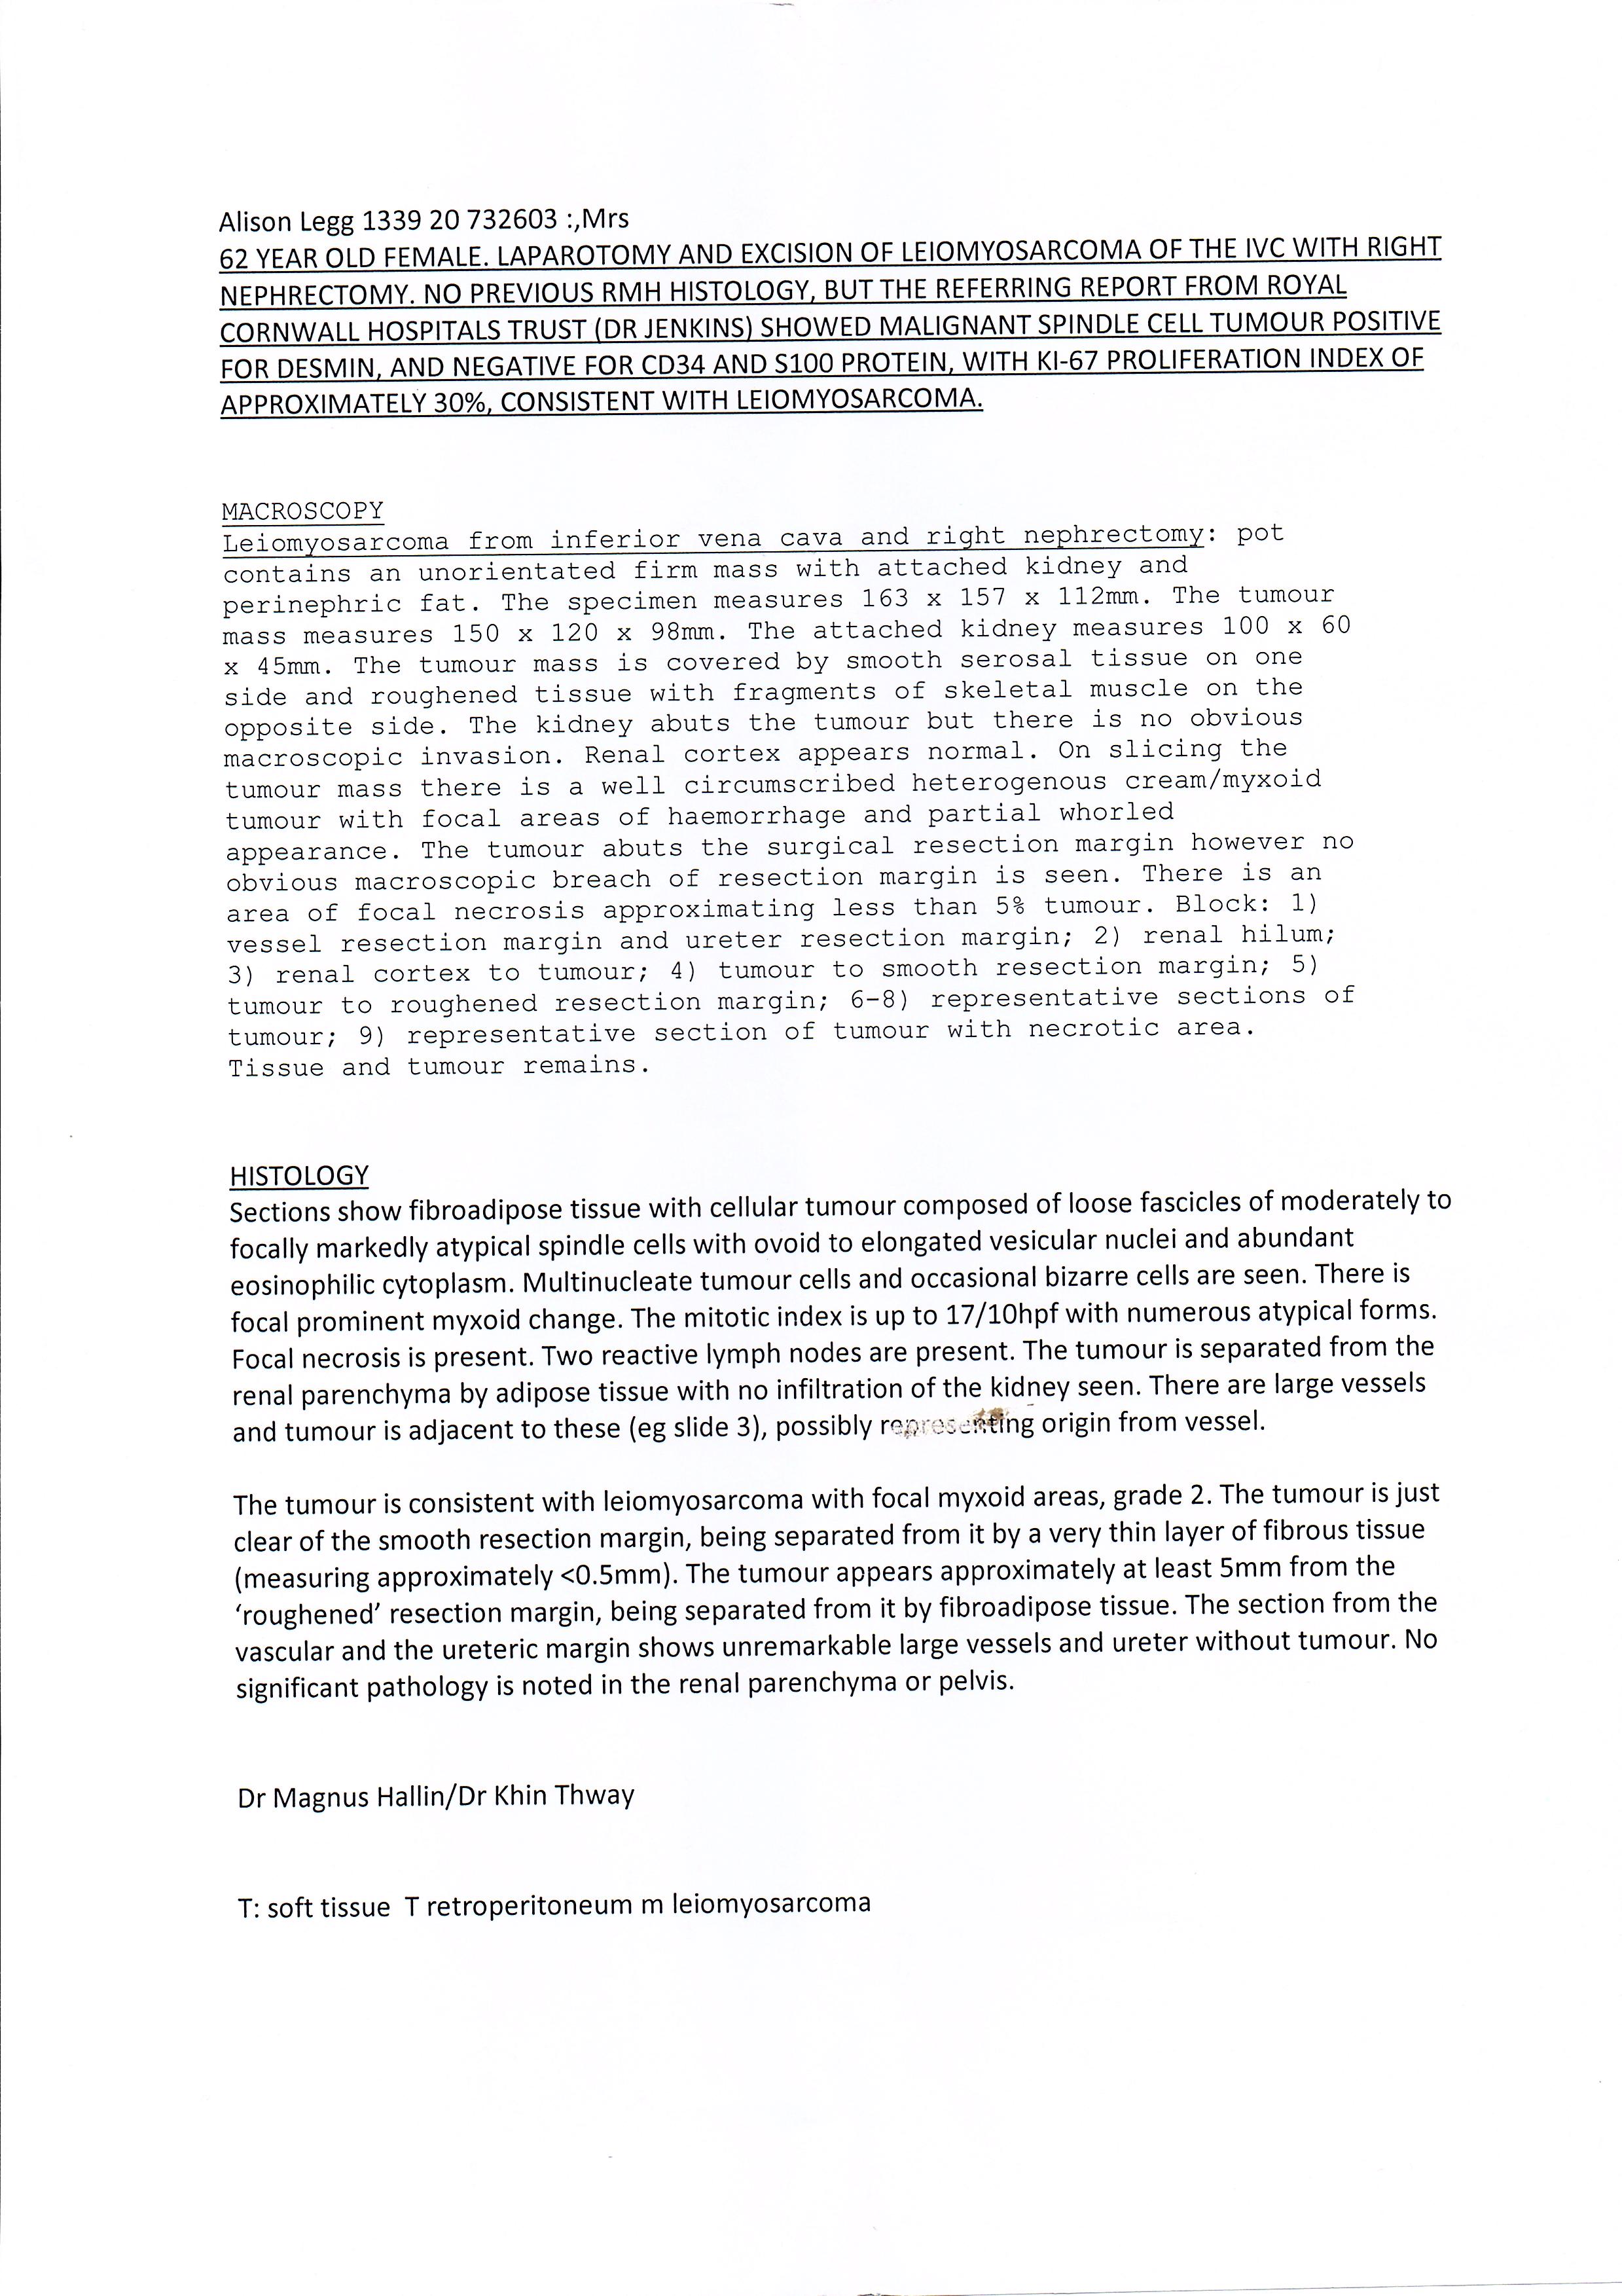 Alison Legg 1339 20 732603 :,Mrs
62 YEAR OLD FEMALE. LAPAROTOMY AND EXCISION OF LEIOMYOSARCOMA OF THE IVC WITH RIGHT
NEPHRECTOMY. NO PREVIOUS RMH HISTOLOGY, BUT THE REFERRING REPORT FROM ROYAL
CORNWALL HOSPITALS TRUST (DR JENKINS) SHOWED MALIGNANT SPINDLE CELL TUMOUR POSITIVE
FOR DESMIN, AND NEGATIVE FOR CD34 AND S100 PROTEIN, WITH KI-67 PROLIFERATION INDEX OF
APPROXIMATELY 30%, CONSISTENT WITH LEIOMYOSARCOMA.
MACROSCOPY
Leiomyosarcoma from inferior vena cava and right nephrectomy: pot
contains an unorientated firm mass with attached kidney and
perinephric fat. The specimen measures 163 x 157 x 112mm. The tumour
mass measures 150 x 120 x 98mm. The attached kidney measures 100 x 60
x 45mm. The tumour mass is covered by smooth serosal tissue on one
side and roughened tissue with fragments of skeletal muscle on the
opposite side. The kidney abuts the tumour but there is no obvious
macroscopic invasion. Renal cortex appears normal. On slicing the
tumour mass there is a well circumscribed heterogenous cream/myxoid
tumour with focal areas of haemorrhage and partial whorled
appearance. The tumour abuts the surgical resection margin however no
obvious macroscopic breach of resection margin is seen. There is an
area of focal necrosis approximating less than 5% tumour. Block: 1)
vessel resection margin and ureter resection margin; 2) renal hilum;
3) renal cortex to tumour; 4) tumour to smooth resection margin; 5)
tumour to roughened resection margin; 6-8) representative sections of
tumour; 9) representative section of tumour with necrotic area.
Tissue and tumour remains.
HISTOLOGY
Sections show fibroadipose tissue with cellular tumour composed of loose fascicles of moderately to
focally markedly atypical spindle cells with ovoid to elongated vesicular nuclei and abundant
eosinophilic cytoplasm. Multinucleate tumour cells and occasional bizarre cells are seen. There is
focal prominent myxoid change. The mitotic index is up to 17/10hpf with numerous atypical forms.
Focal necrosis is present. Two reactive lymph nodes are present. The tumour is separated from the
renal parenchyma by adipose tissue with no infiltration of the kidney seen. There are large vessels
and tumour is adjacent to these (eg slide 3), possibly representing origin from vessel.
The tumour is consistent with leiomyosarcoma with focal myxoid areas, grade 2. The tumour is just
clear of the smooth resection margin, being separated from it by a very thin layer of fibrous tissue
(measuring approximately <0.5mm). The tumour appears approximately at least 5mm from the
‘roughened’ resection margin, being separated from it by fibroadipose tissue. The section from the
vascular and the ureteric margin shows unremarkable large vessels and ureter without tumour. No
significant pathology is noted in the renal parenchyma or pelvis.
Dr Magnus Hallin/Dr Khin Thway
T: soft tissue  T retroperitoneum m leiomyosarcoma